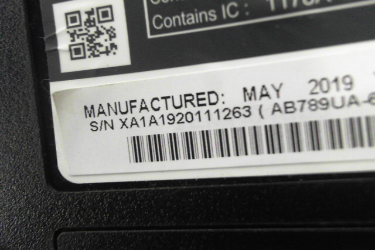 Contains IC :
MANUFACTURED: MAY 2019
S/N XA1A1920111263 ( AB789UA-